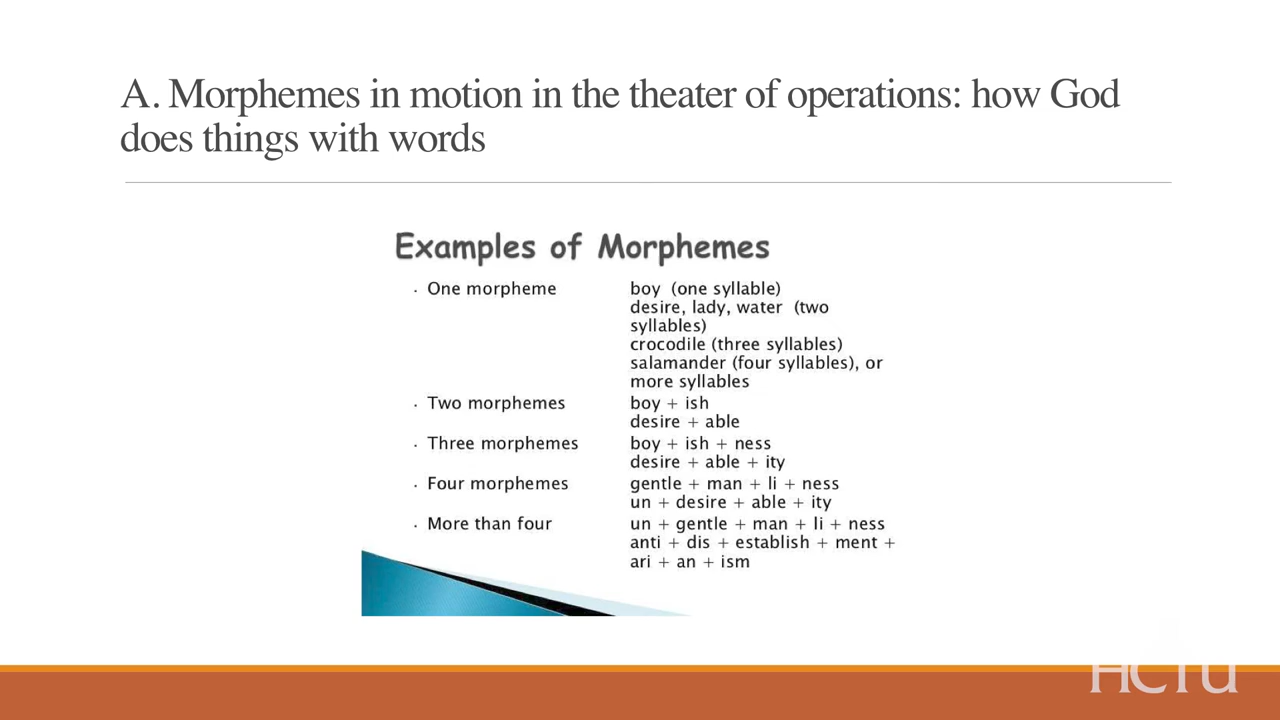 A. Morphemes in motion in the theater of operations: how God
does things with words
Examples of Morphemes
· One morpheme boy (one syllable)
desire, lady, water (two
syllables)
crocodile (three syllables)
salamander (four syllables), or
more syllables
· Two morphemes boy + ish
desire + able
· Three morphemes boy + ish + ness
desire + able + ity
· Four morphemes gentle + man + li + ness
un + desire + able + ity
· More than four un + gentle + man + li + ness
anti + dis + establish + ment +
ari + an + ism
HCTU